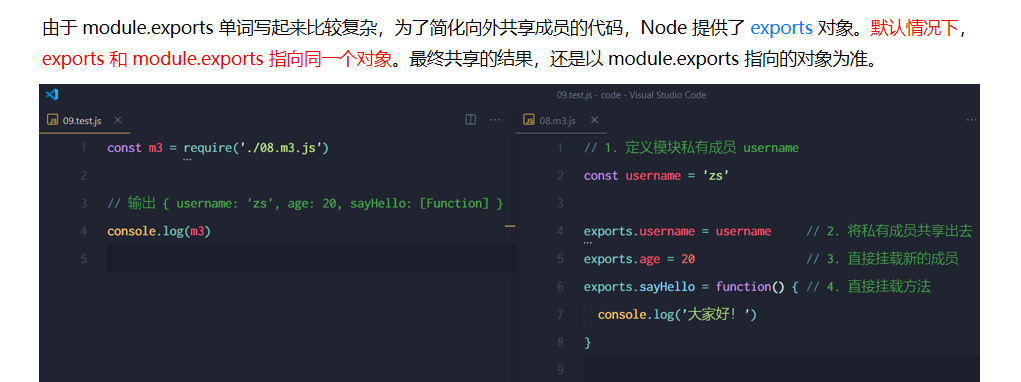 由于 module.exports 单词写起来比较复杂，为了简化向外共享成员的代码，Node 提供了 exports 对象。默认情况下，
exports 和 module.exports 指向同一个对象。最终共享的结果，还是以 module.exports 指向的对象为准。
09.test.js - code - Visual Studio Code
JS 09.test.js ×
1 const m3 = require('./08.m3.js')
2
3 // 输出 { username: 'zs', age: 20, sayHello: [Function] }
4 console.log(m3)
5
JS 08.m3.js ×
1 // 1. 定义模块私有成员 username
2 const username = 'zs'
3
4 exports.username = username // 2. 将私有成员共享出去
5 exports.age = 20 // 3. 直接挂载新的成员
6 exports.sayHello = function() { // 4. 直接挂载方法
7 console.log('大家好！')
8 }
9